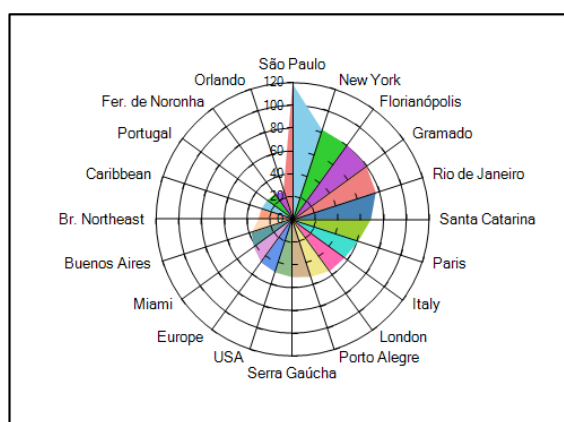 São Paulo
New York
Florianópolis
Gramado
Rio de Janeiro
Santa Catarina
Paris
Italy
London
Porto Alegre
Serra Gaúcha
USA
Europe
Miami
Buenos Aires
Br. Northeast
Caribbean
Portugal
Fer. de Noronha
Orlando
120
100
80
60
40
20
0